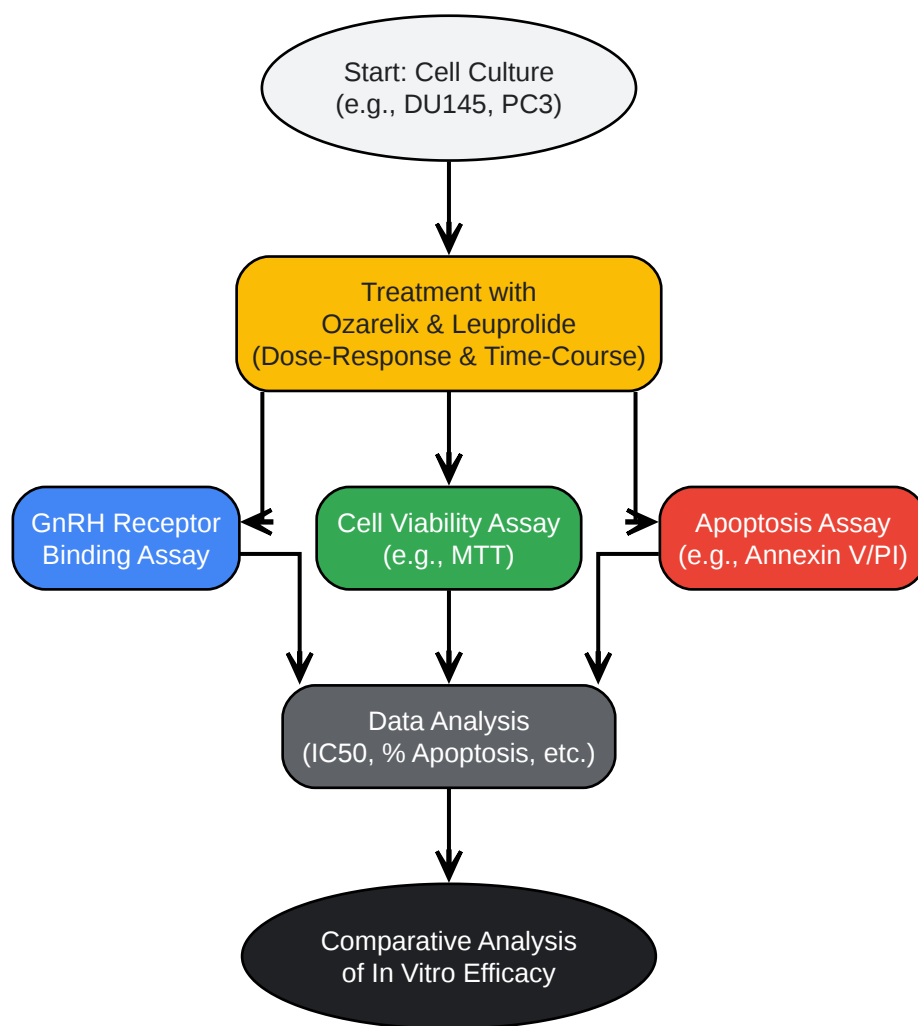 Start: Cell Culture
(e.g., DU145, PC3)
Treatment with
Ozarelix & Leuprolide
(Dose-Response & Time-Course)
GnRH Receptor
Binding Assay
Cell Viability Assay
(e.g., MTT)
Apoptosis Assay
(e.g., Annexin V/PI)
Data Analysis
(IC50, % Apoptosis, etc.)
Comparative Analysis
of In Vitro Efficacy